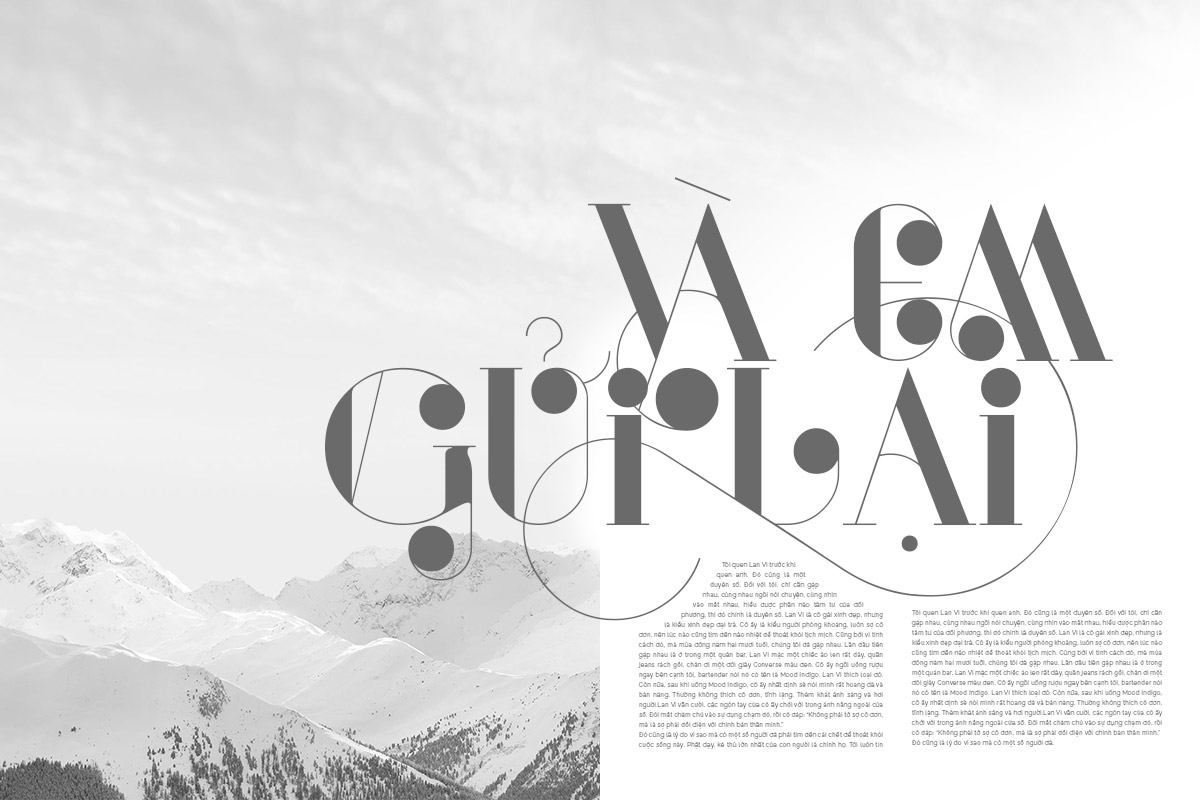 VÀ EM
GửI LẠI
Tôi quen Lan Vi trước khi
quen anh. Đó cũng là một
duyên số. Đối với tôi, chỉ cần gặp
nhau, cùng nhau ngồi nói chuyện, cùng nhìn
vào mắt nhau, hiểu được phần nào tâm tư của đối
phương, thì đó chính là duyên số. Lan Vi là cô gái xinh đẹp, nhưng
là kiểu xinh đẹp dại trá. Cô ấy là kiểu người phóng khoáng, luôn sợ cô
đơn, nên lúc nào cũng tìm đến náo nhiệt để thoát khỏi tịch mịch. Cũng bởi vì tính
cách đó, mà mùa đông năm hai mươi tuổi, chúng tôi đã gặp nhau. Lần đầu tiên
gặp nhau là ở trong một quán bar, Lan Vi mặc một chiếc áo len rất dày, quần
jeans rách gối, chân đi một đôi giày Converse màu đen. Cô ấy ngồi uống rượu
ngay bên cạnh tôi, bartender nói nó có tên là Mood Indigo. Lan Vi thích loại đó.
Còn nữa, sau khi uống Mood Indigo, cô ấy nhất định sẽ nói mình rất hoang dã và
bản năng. Thường không thích cô đơn, tĩnh lặng. Thèm khát ánh sáng và hơi
người.Lan Vi vẫn cười, các ngón tay của cô ấy chới với trong ánh nắng ngoài cửa
sổ. Đôi mắt chăm chú vào sự đụng chạm đó, rồi cô đáp: “Không phải tớ sợ cô đơn,
mà là sợ phải đối diện với chính bản thân mình.”
Đó cũng là lý do vì sao mà có một số người đã phải tìm đến cái chết để thoát khỏi
cuộc sống này. Phật dạy, kẻ thù lớn nhất của con người là chính họ. Tôi luôn tin
Tôi quen Lan Vi trước khi quen anh. Đó cũng là một duyên số. Đối với tôi, chỉ cần
gặp nhau, cùng nhau ngồi nói chuyện, cùng nhìn vào mắt nhau, hiểu được phần nào
tâm tư của đối phương, thì đó chính là duyên số. Lan Vi là cô gái xinh đẹp, nhưng là
kiểu xinh đẹp dại trá. Cô ấy là kiểu người phóng khoáng, luôn sợ cô đơn, nên lúc nào
cũng tìm đến náo nhiệt để thoát khỏi tịch mịch. Cũng bởi vì tính cách đó, mà mùa
đông năm hai mươi tuổi, chúng tôi đã gặp nhau. Lần đầu tiên gặp nhau là ở trong
một quán bar, Lan Vi mặc một chiếc áo len rất dày, quần jeans rách gối, chân đi một
đôi giày Converse màu đen. Cô ấy ngồi uống rượu ngay bên cạnh tôi, bartender nói
nó có tên là Mood Indigo. Lan Vi thích loại đó. Còn nữa, sau khi uống Mood Indigo,
cô ấy nhất định sẽ nói mình rất hoang dã và bản năng. Thường không thích cô đơn,
tĩnh lặng. Thèm khát ánh sáng và hơi người.Lan Vi vẫn cười, các ngón tay của cô ấy
chới với trong ánh nắng ngoài cửa sổ. Đôi mắt chăm chú vào sự đụng chạm đó, rồi
cô đáp: “Không phải tớ sợ cô đơn, mà là sợ phải đối diện với chính bản thân mình.”
Đó cũng là lý do vì sao mà có một số người đã.